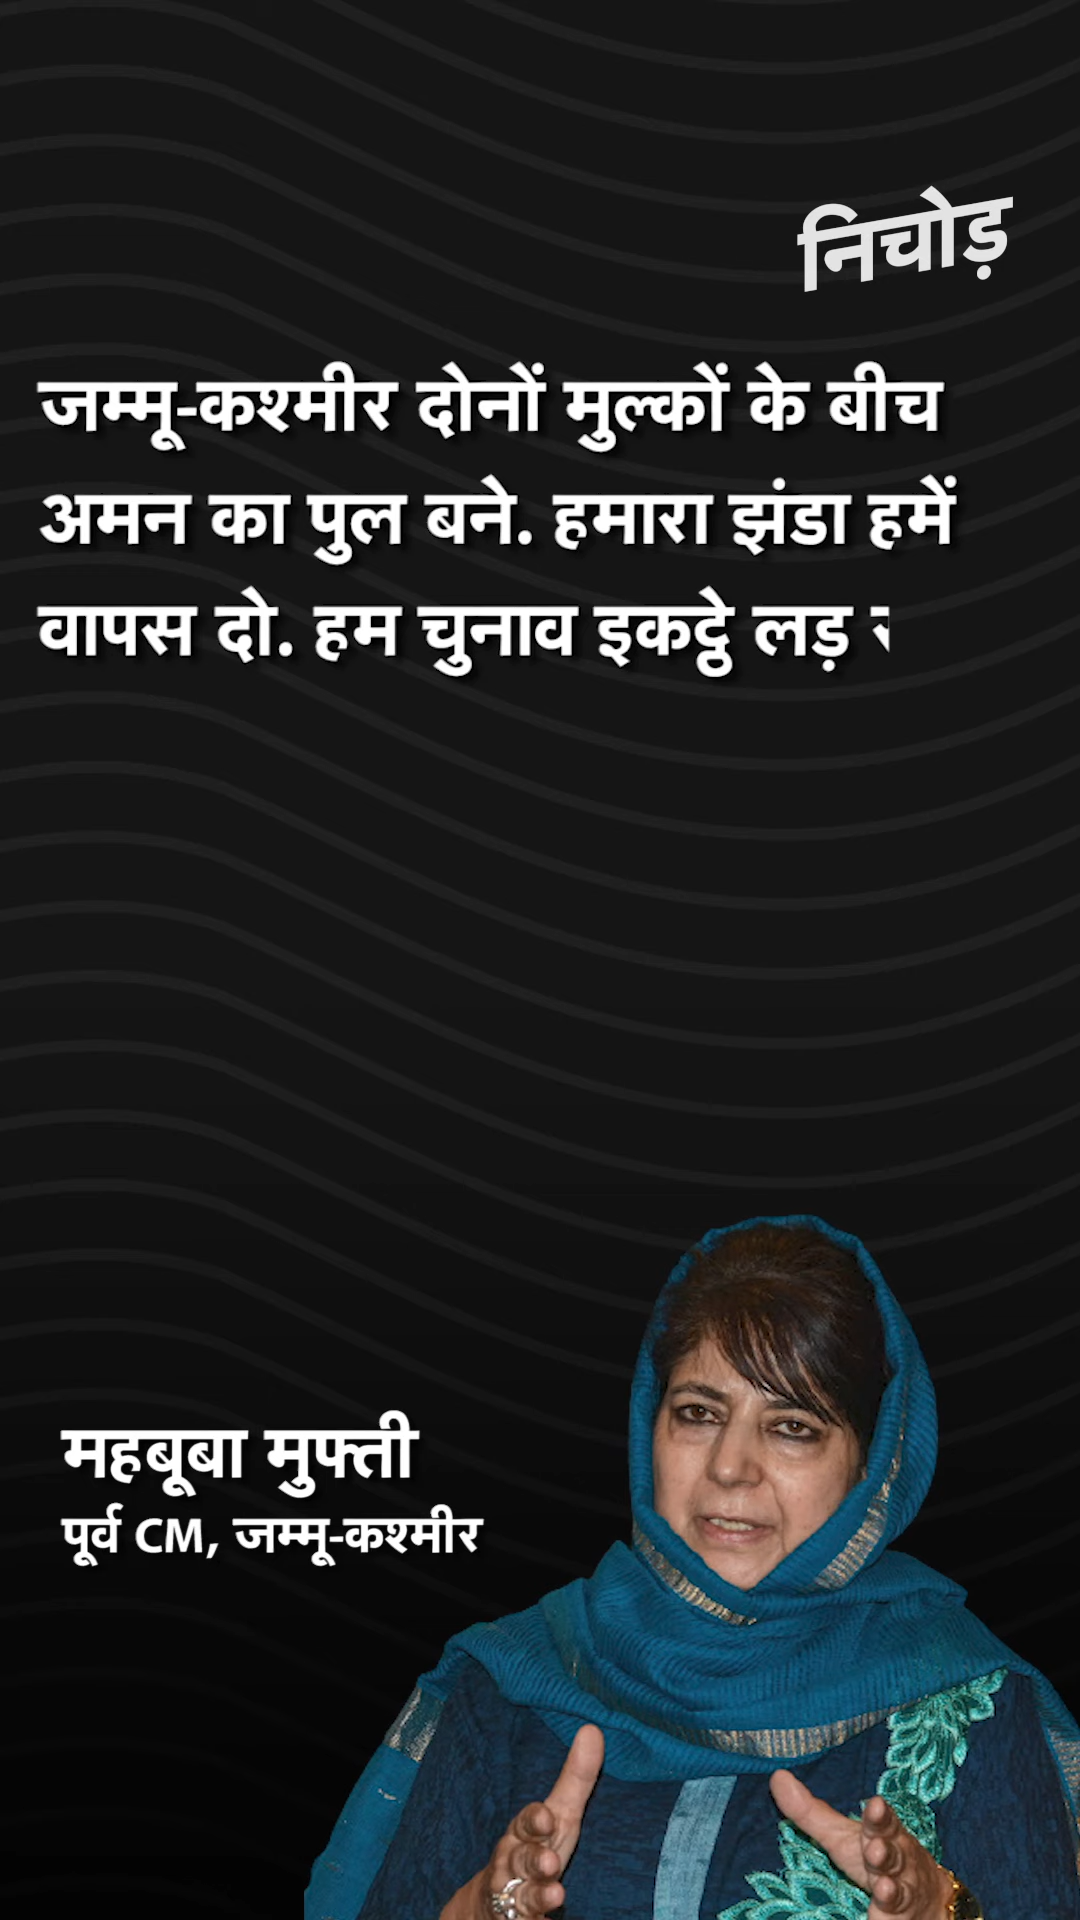 निचोड़
जम्मू-कश्मीर दोनों मुल्कों के बीच
अमन का पुल बने. हमारा झंडा हमें
वापस दो. हम चुनाव इकट्ठे लड़
महबूबा मुफ्ती
पूर्व CM, जम्मू-कश्मीर